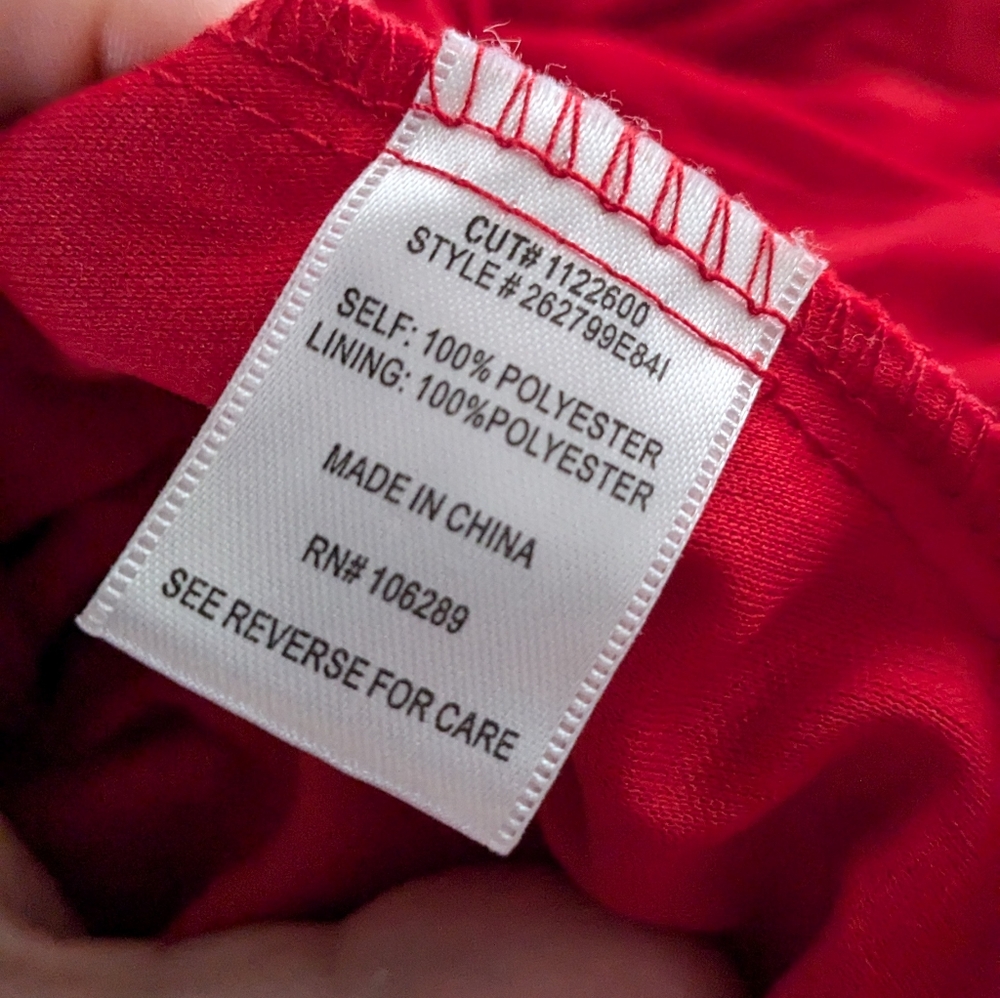 CUT# 1122600
STYLE # 262799E84I
SELF: 100% POLYESTER
LINING: 100%POLYESTER
MADE IN CHINA
RN# 106289
SEE REVERSE FOR CARE